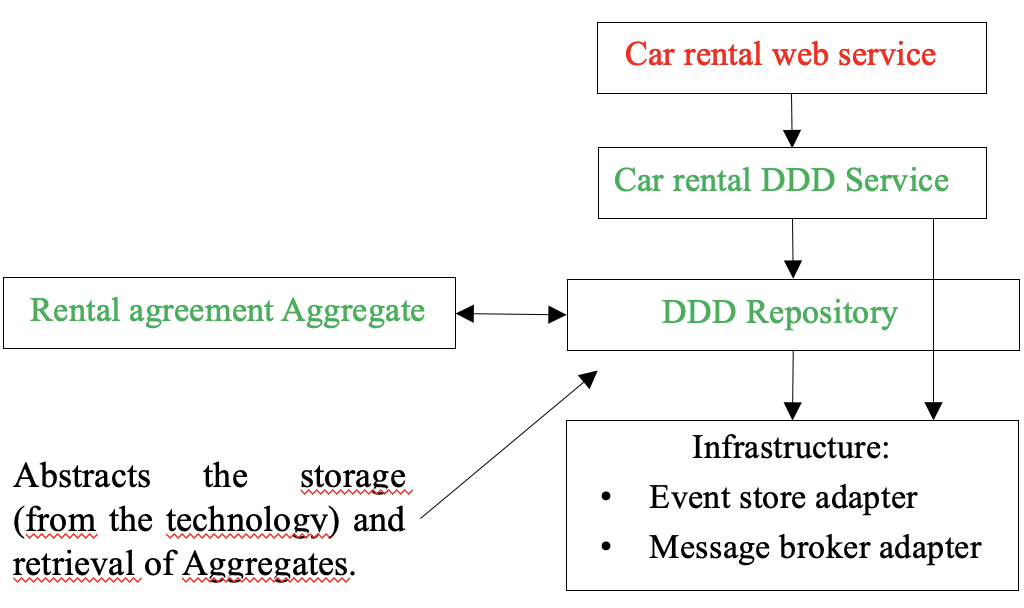 Car rental web service
Car rental DDD Service
Rental agreement Aggregate
DDD Repository
Abstracts the storage
(from the technology) and
retrieval of Aggregates.
Infrastructure:
• Event store adapter
• Message broker adapter